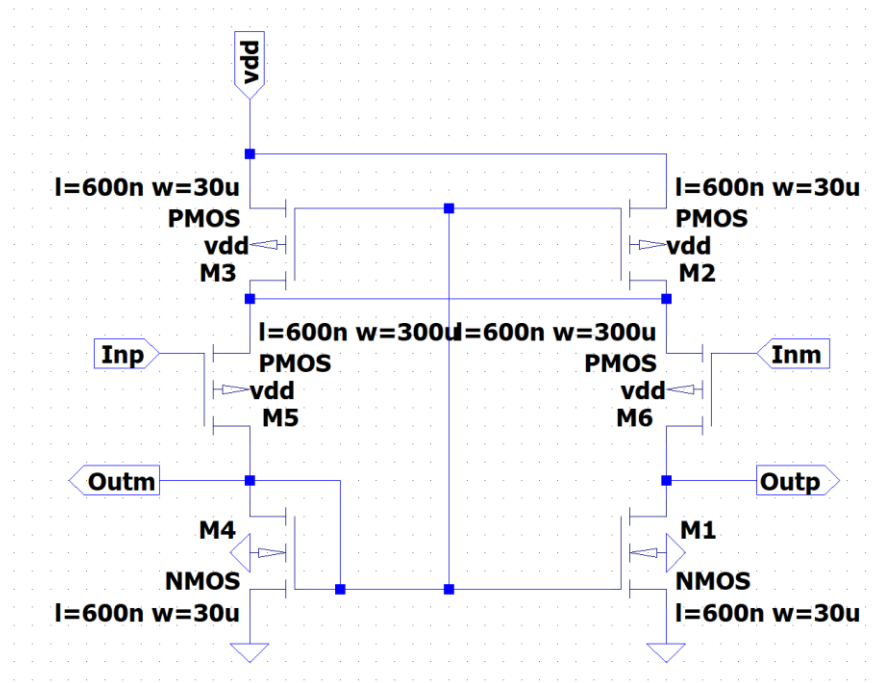 vdd
l=600n w=30u
PMOS
vdd
M3
l=600n w=30u
PMOS
vdd
M2
Inp
l=600n w=300u
PMOS
vdd
M5
l=600n w=300u
PMOS
vdd
M6
Inm
Outm
Outp
M4
NMOS
l=600n w=30u
M1
NMOS
l=600n w=30u